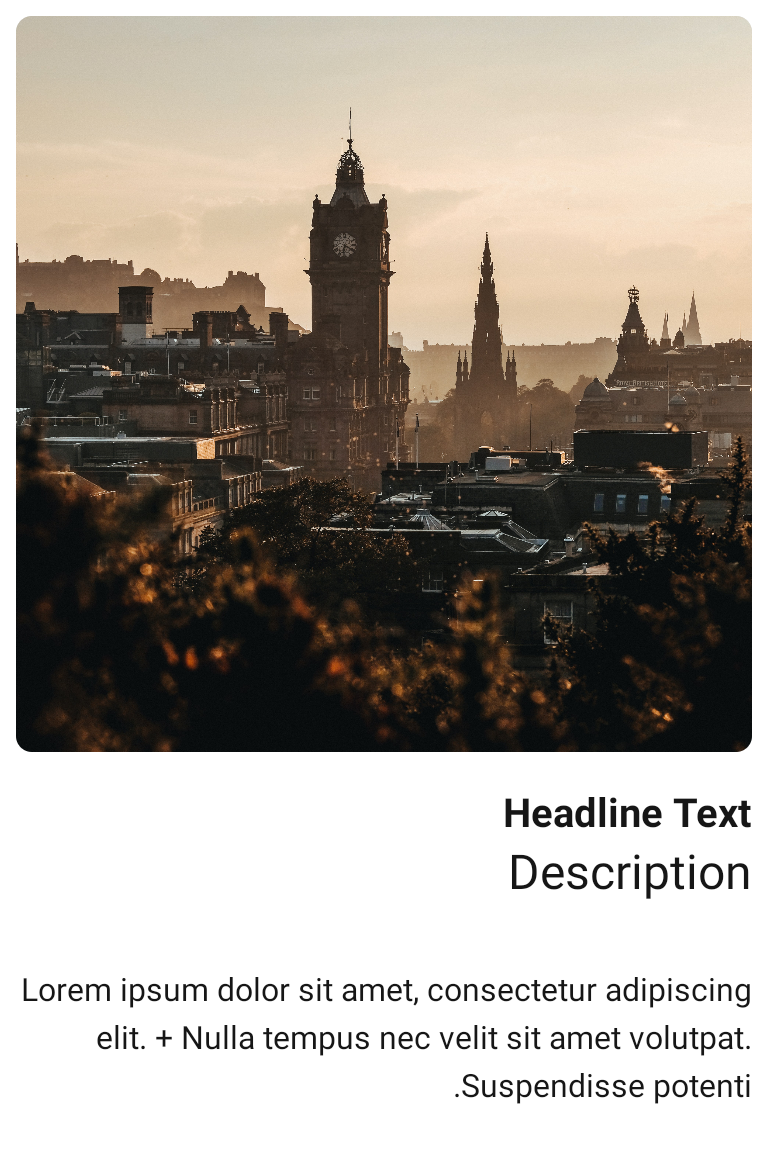 Headline Text
Description
Lorem ipsum dolor sit amet, consectetur adipiscing
elit. + Nulla tempus nec velit sit amet volutpat.
.Suspendisse potenti